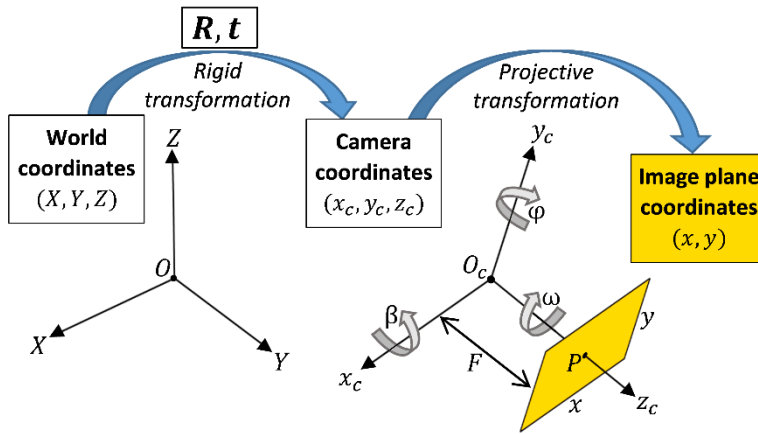 R, t
Rigid
transformation
Projective
transformation
World
coordinates
(X, Y, Z)
Camera
coordinates
(x_c, y_c, z_c)
Image plane
coordinates
(x, y)
Z
O
X
Y
y_c
φ
O_c
β
ω
x_c
F
P
y
x
z_c